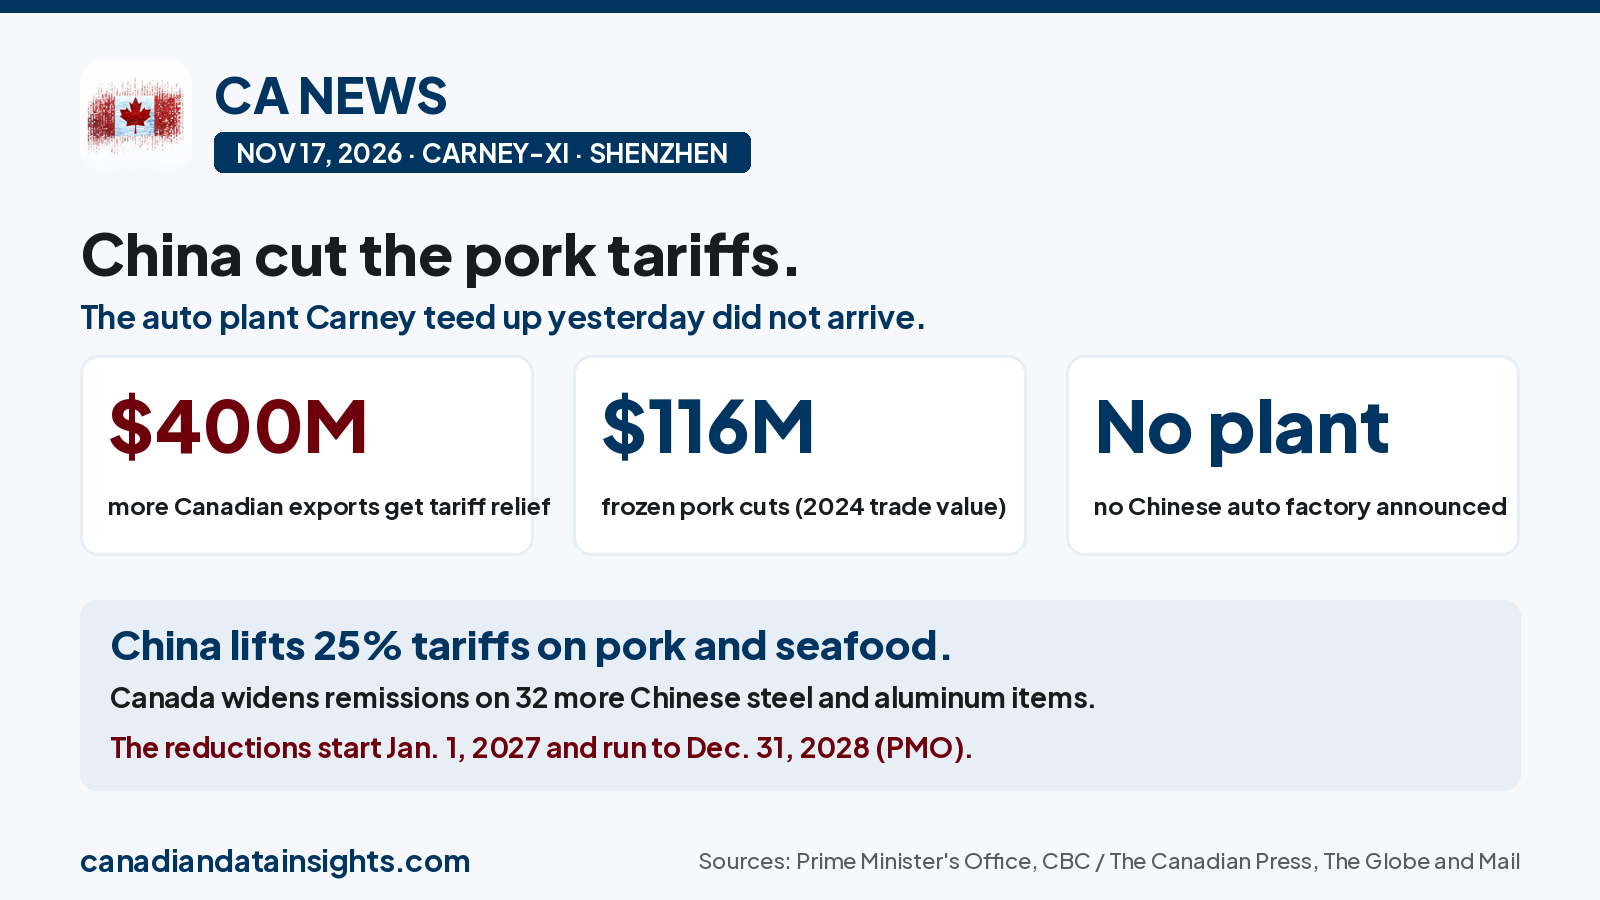 CA NEWS
NOV 17, 2026 · CARNEY–XI · SHENZHEN
China cut the pork tariffs.
The auto plant Carney teed up yesterday did not arrive.
$400M
more Canadian exports get tariff relief
$116M
frozen pork cuts (2024 trade value)
No plant
no Chinese auto factory announced
China lifts 25% tariffs on pork and seafood.
Canada widens remissions on 32 more Chinese steel and aluminum items.
The reductions start Jan. 1, 2027 and run to Dec. 31, 2028 (PMO).
canadiandatainsights.com
Sources: Prime Minister's Office, CBC / The Canadian Press, The Globe and Mail